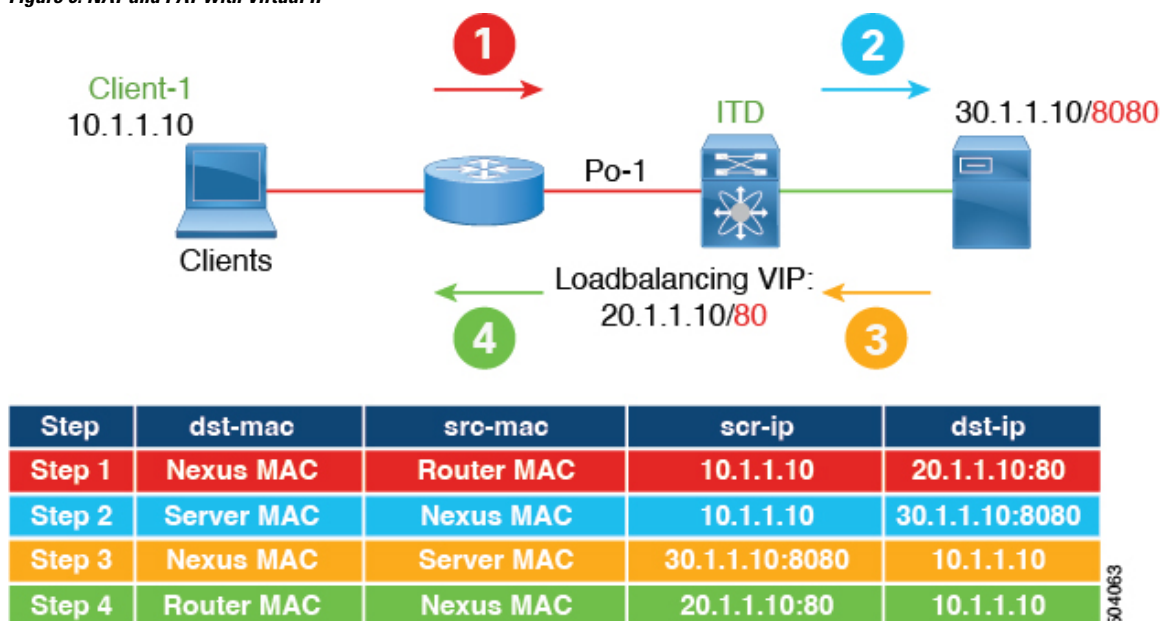 1
2
Client-1
10.1.1.10
ITD
30.1.1.10/8080
Po-1
Clients
Loadbalancing VIP:
20.1.1.10/80
4
3
Step dst-mac src-mac scr-ip dst-ip
Step 1 Nexus MAC Router MAC 10.1.1.10 20.1.1.10:80
Step 2 Server MAC Nexus MAC 10.1.1.10 30.1.1.10:8080
Step 3 Nexus MAC Server MAC 30.1.1.10:8080 10.1.1.10
Step 4 Router MAC Nexus MAC 20.1.1.10:80 10.1.1.10